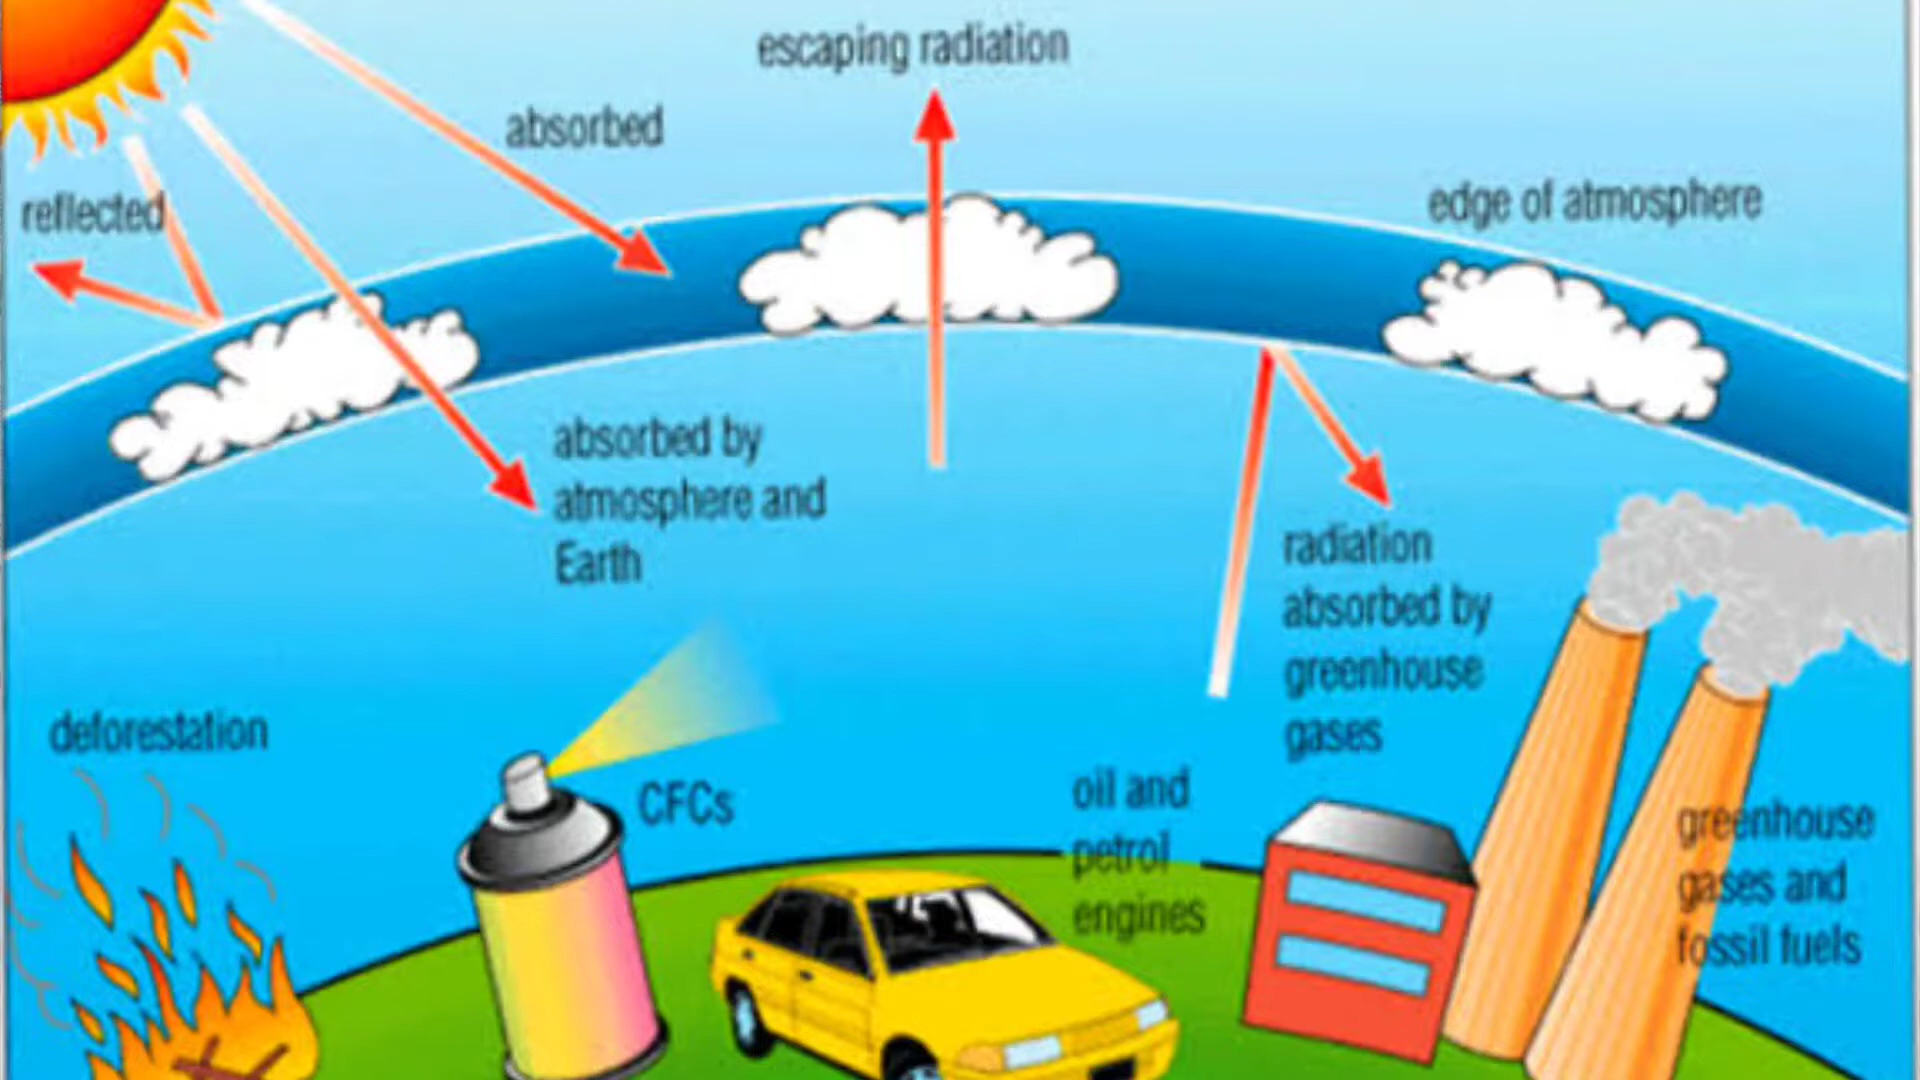 escaping radiation
absorbed
reflected
edge of atmosphere
absorbed by
atmosphere and
Earth
radiation
absorbed by
greenhouse
gases
deforestation
CFCs
oil and
petrol
engines
greenhouse
gases and
fossil fuels